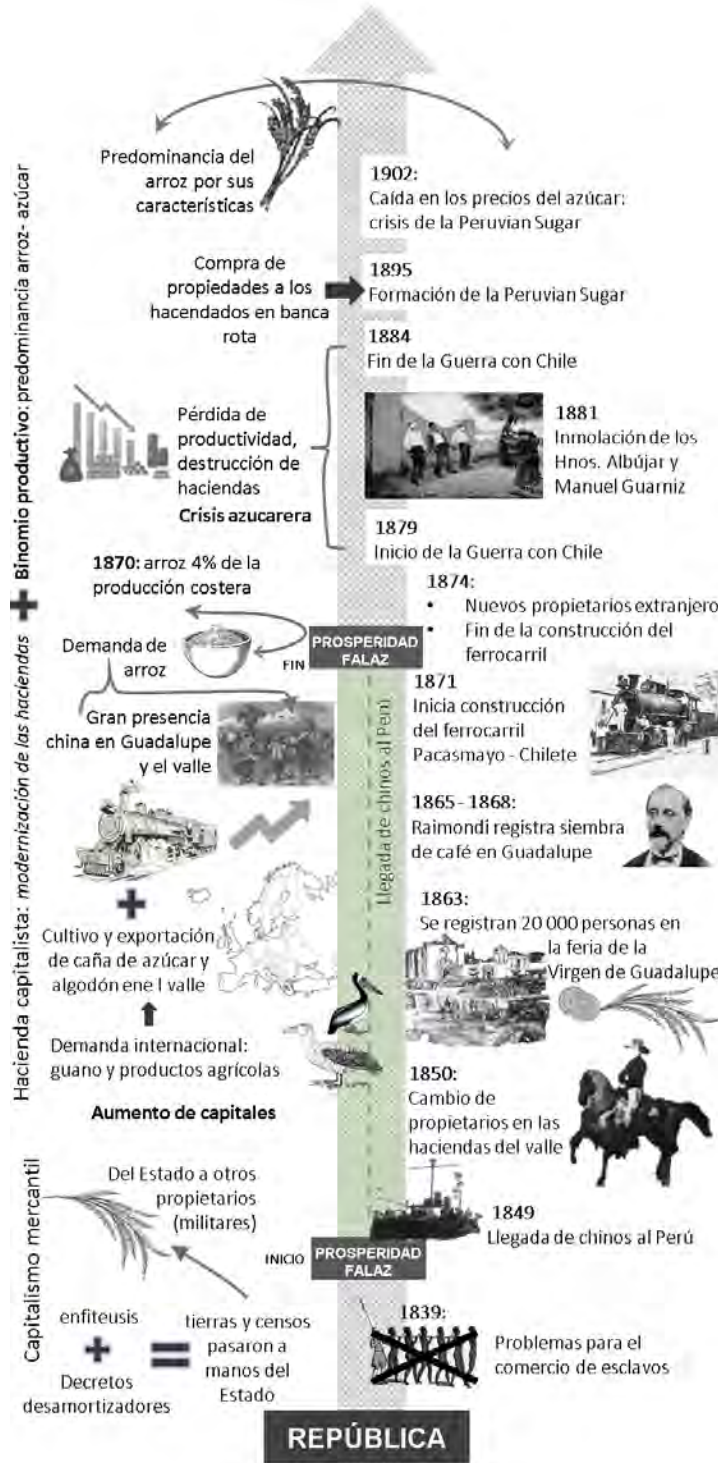 Predominancia del
arroz por sus
características
1902:
Caída en los precios del azúcar:
crisis de la Peruvian Sugar
Compra de
propiedades a los
hacendados en banca
rota
1895
Formación de la Peruvian Sugar
1884
Fin de la Guerra con Chile
Pérdida de
productividad,
destrucción de
haciendas
Crisis azucarera
1881
Inmolación de los
Hnos. Albújar y
Manuel Guarniz
1879
Inicio de la Guerra con Chile
1870: arroz 4% de la
producción costera
1874:
• Nuevos propietarios extranjero
• Fin de la construcción del
ferrocarril
PROSPERIDAD
FALAZ
FIN
Demanda de
arroz
Gran presencia
china en Guadalupe
y el valle
1871
Inicia construcción
del ferrocarril
Pacasmayo - Chilete
Llegada de chinos al Perú
1865 - 1868:
Raimondi registra siembra
de café en Guadalupe
1863:
Se registran 20 000 personas en
la feria de la
Virgen de Guadalupe
Cultivo y exportación
de caña de azúcar y
algodón ene l valle
Demanda internacional:
guano y productos agrícolas
Aumento de capitales
1850:
Cambio de
propietarios en las
haciendas del valle
Del Estado a otros
propietarios
(militares)
1849
Llegada de chinos al Perú
INICIO
PROSPERIDAD
FALAZ
enfiteusis
+
Decretos
desamortizadores
=
tierras y censos
pasaron a
manos del
Estado
1839:
Problemas para el
comercio de esclavos
REPÚBLICA
Capitalismo mercantil
Hacienda capitalista: modernización de las haciendas + Binomio productivo: predominancia arroz- azúcar